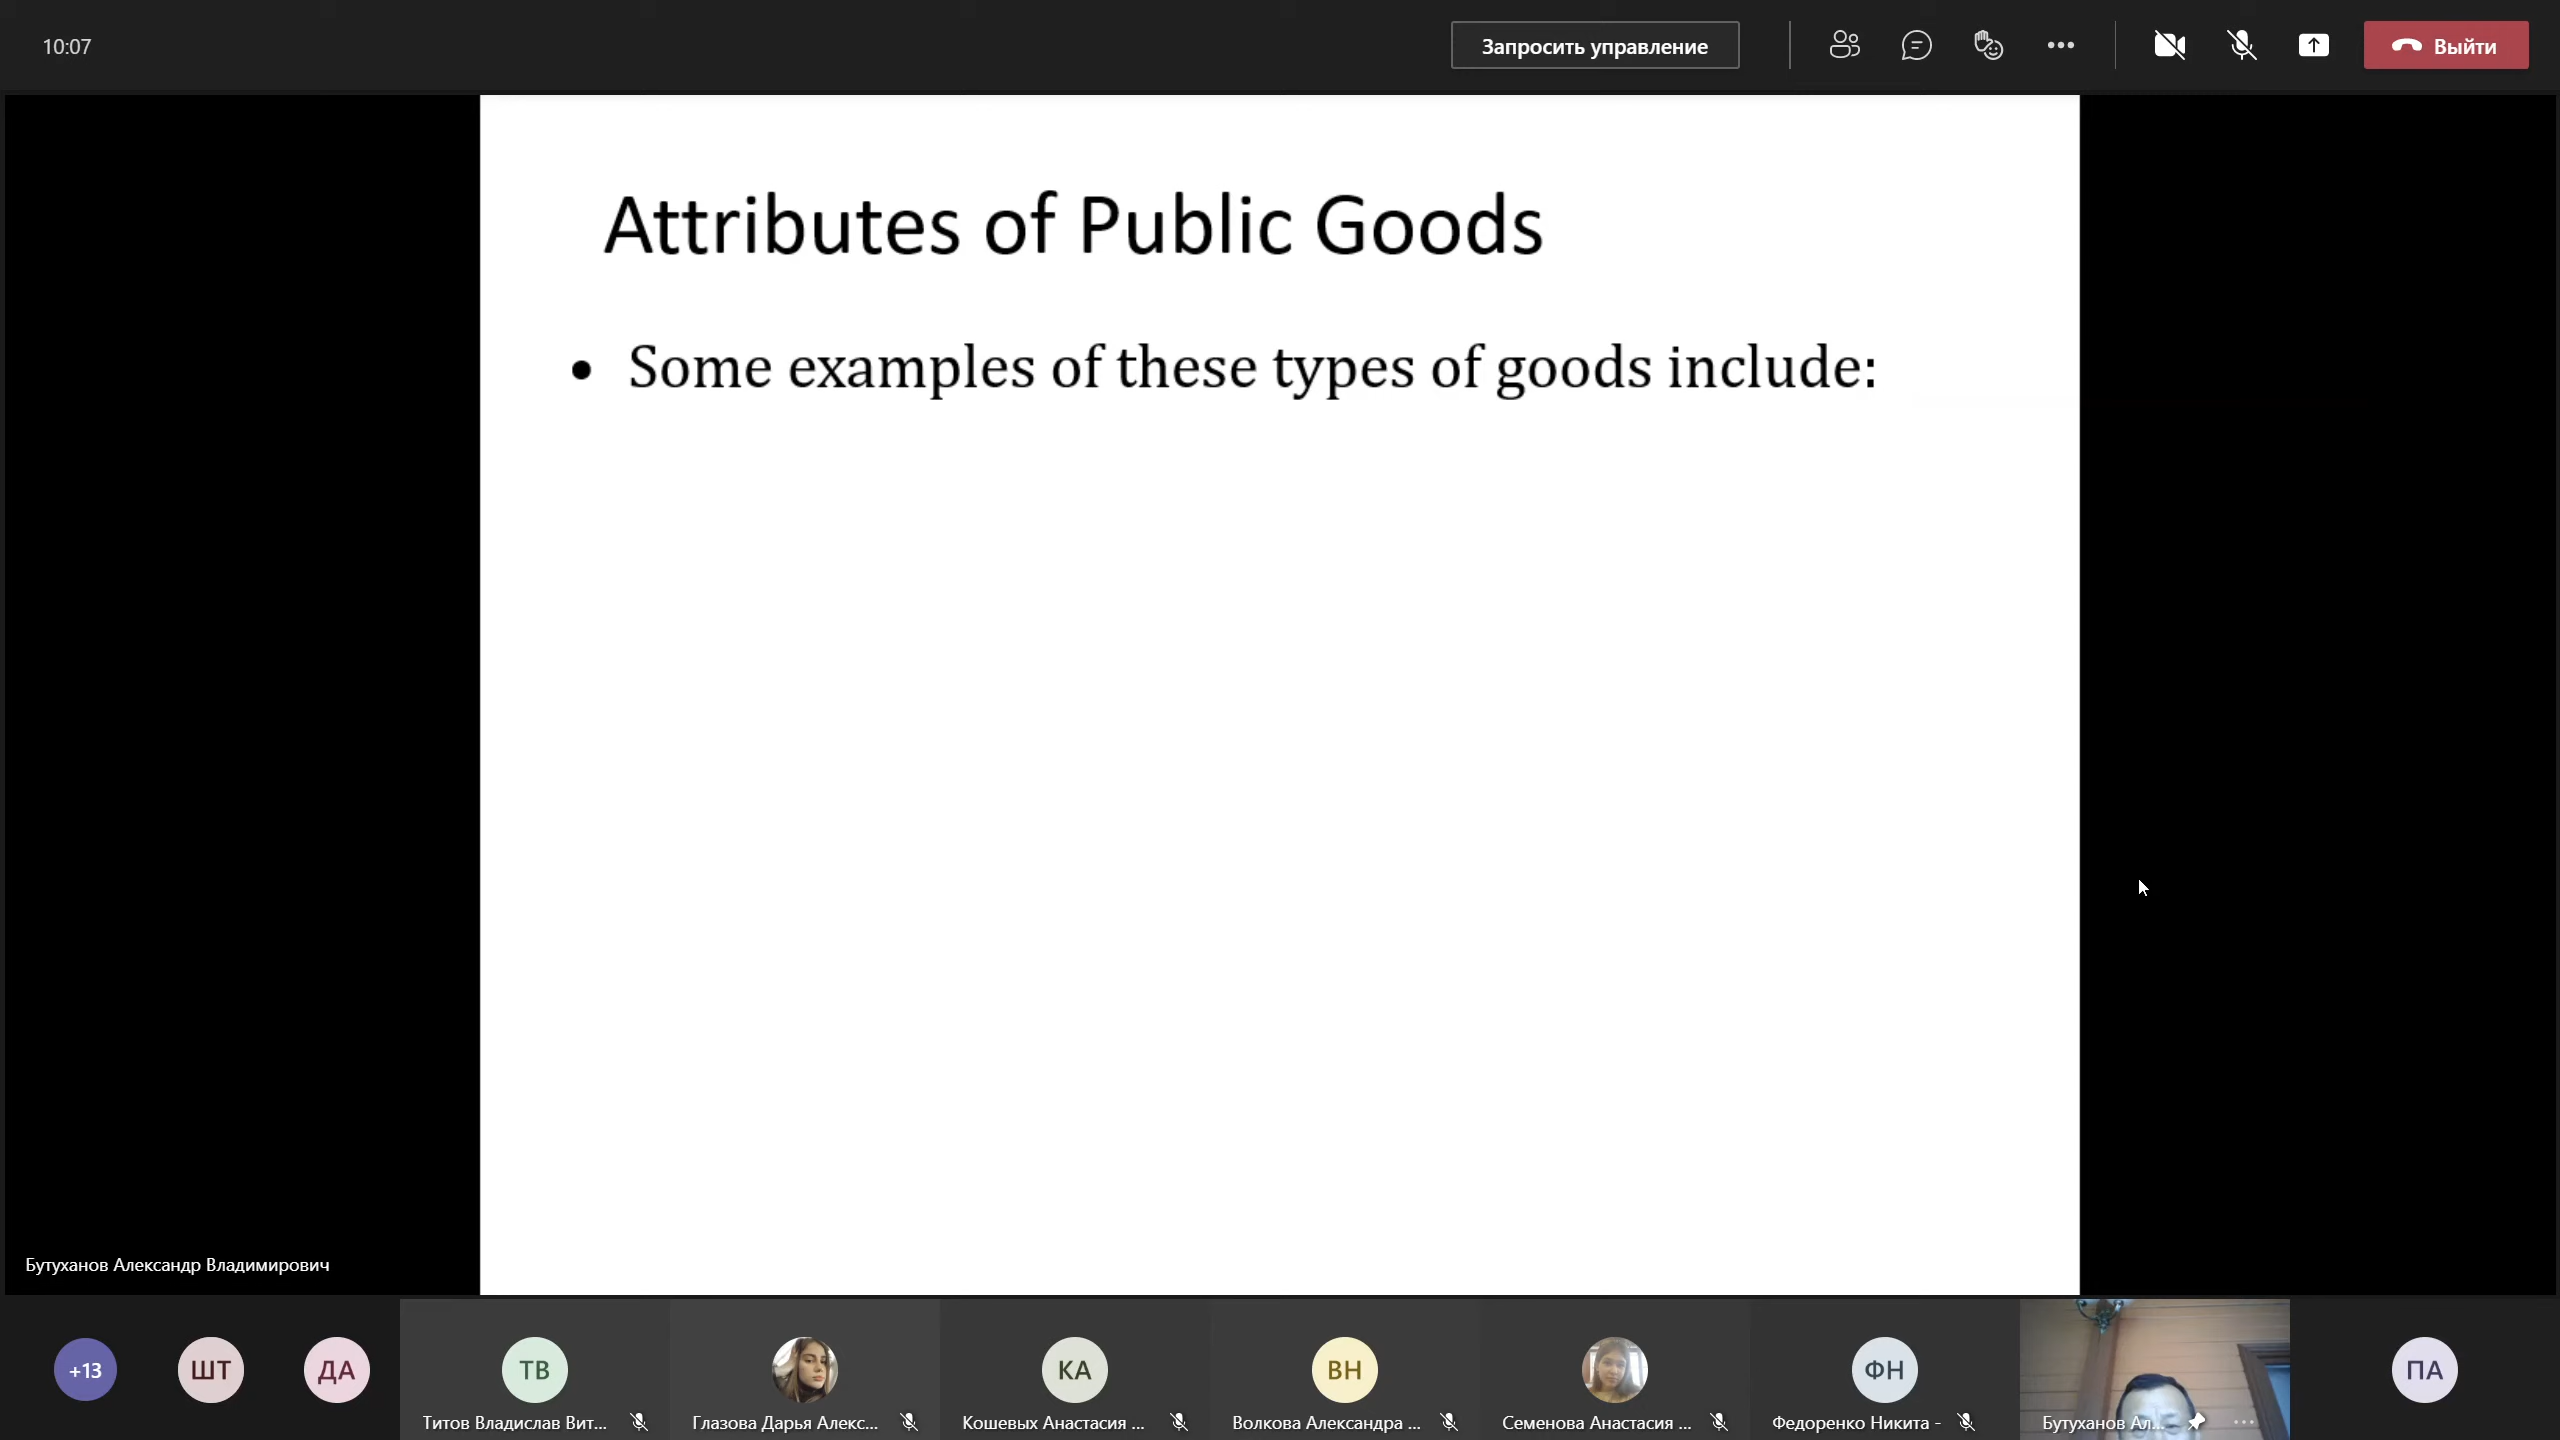 10:07
Запросить управление
Выйти
Attributes of Public Goods
• Some examples of these types of goods include:
Бутуханов Александр Владимирович
+13
ШТ
ДА
ТВ
КА
ВН
ФН
ПА
Титов Владислав Вит...
Глазова Дарья Алекс...
Кошевых Анастасия ...
Волкова Александра ...
Семенова Анастасия ...
Федоренко Никита -
Бутуханов Ал...